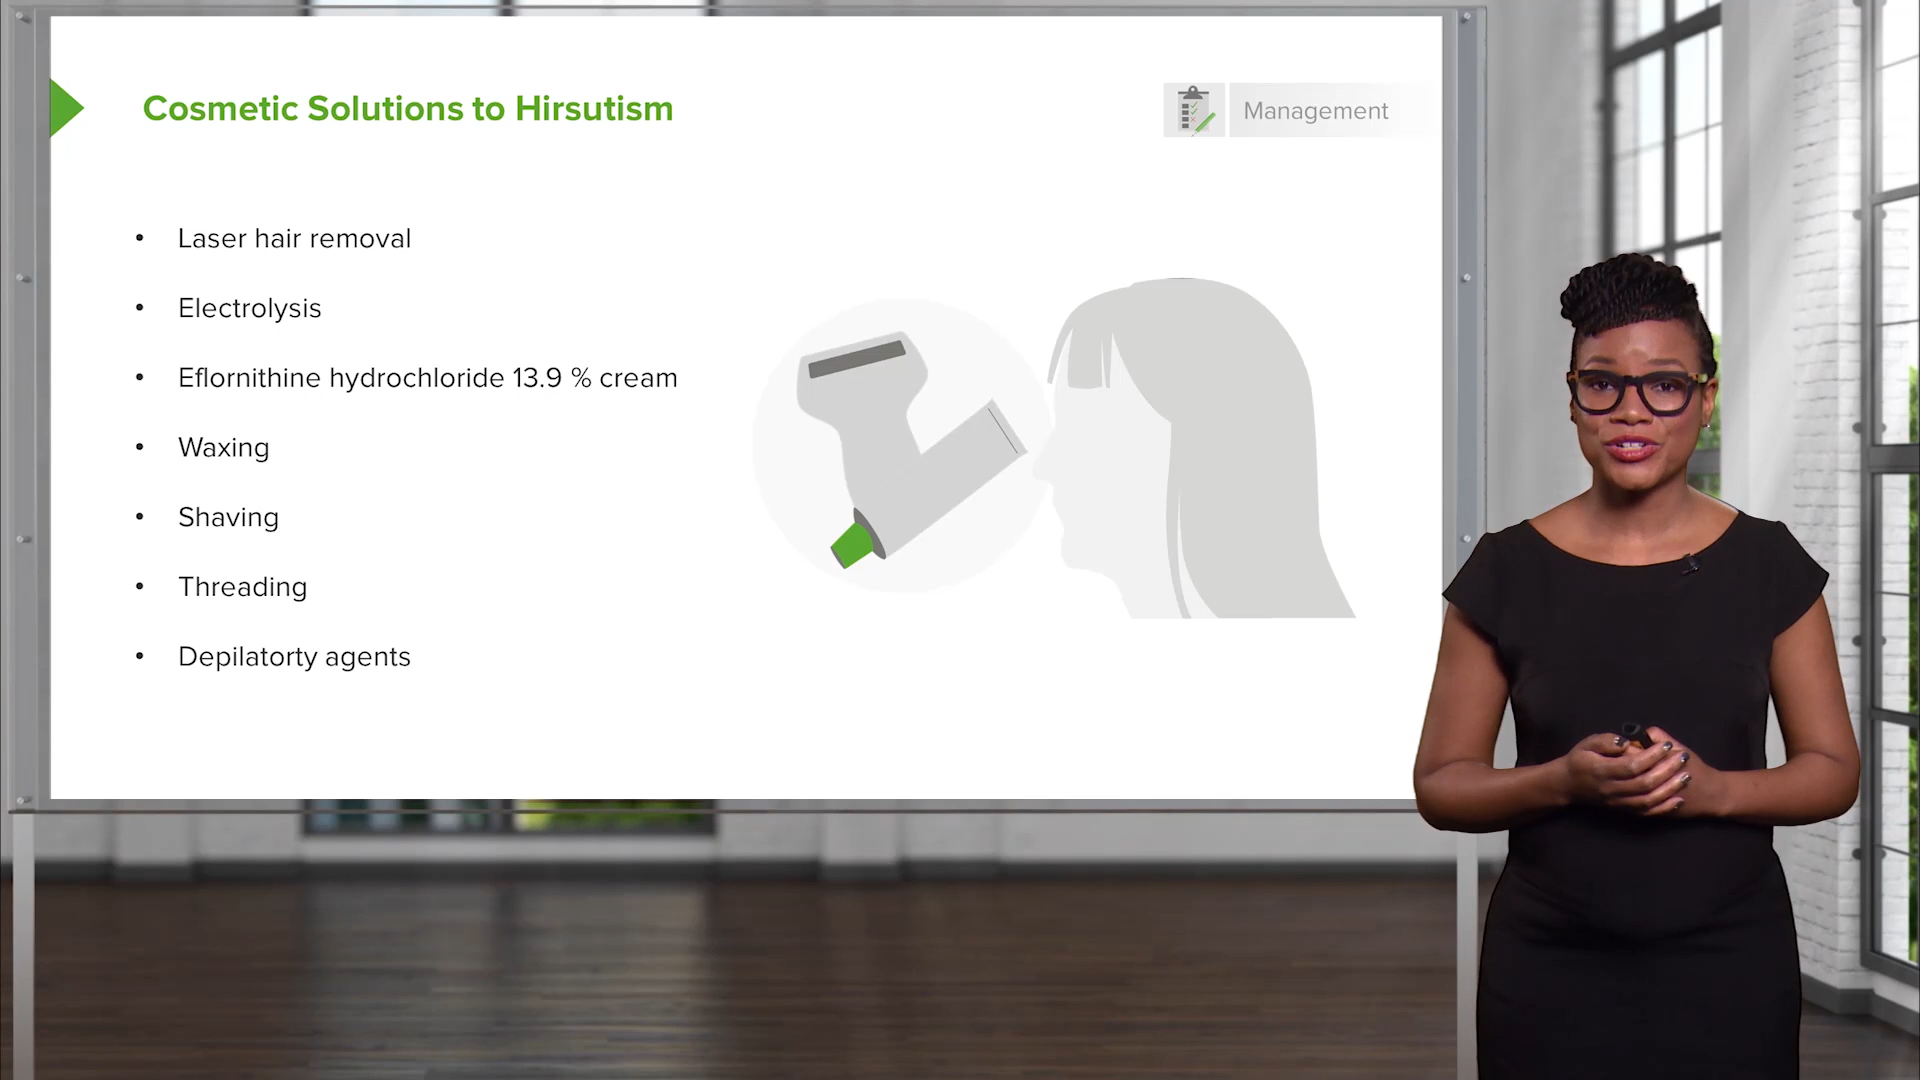 Cosmetic Solutions to Hirsutism
Management
• Laser hair removal
• Electrolysis
• Eflornithine hydrochloride 13.9 % cream
• Waxing
• Shaving
• Threading
• Depilatorty agents